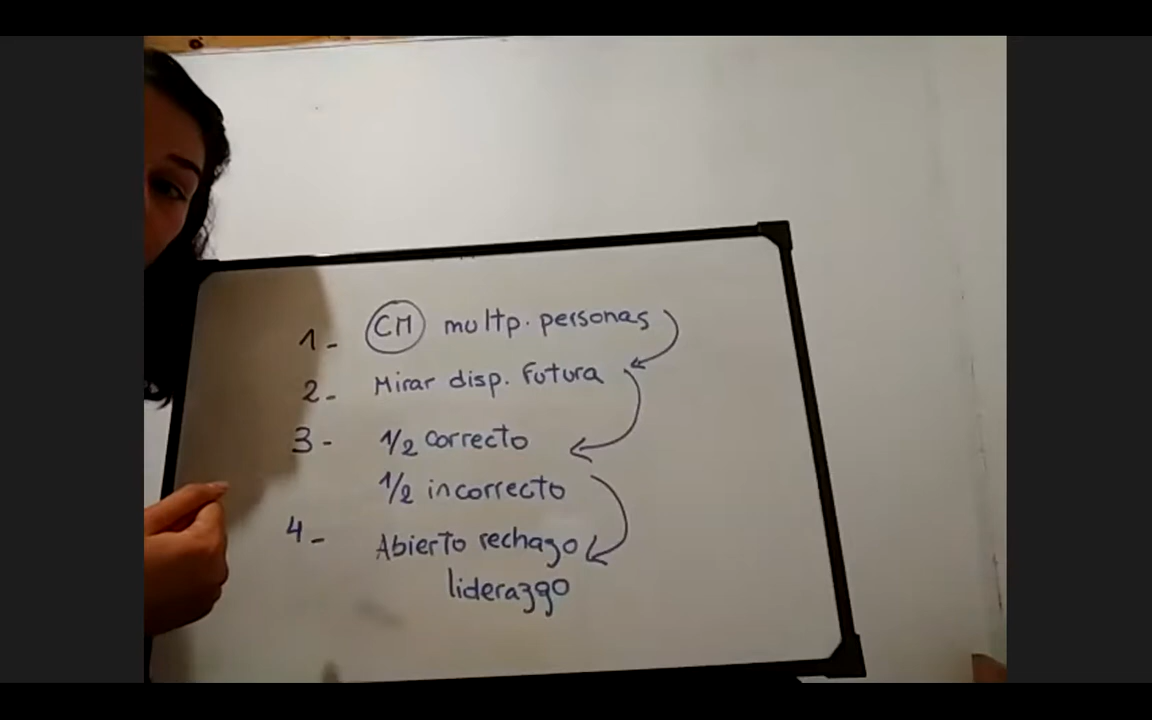 1- CM multp. personas
2- Mirar disp. Futura
3- 1/2 correcto
1/2 incorrecto
4- Abierto rechazo
liderazgo